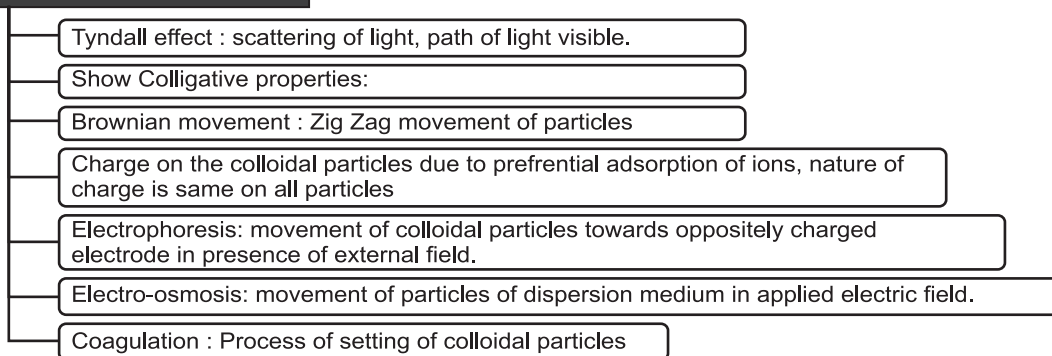 Tyndall effect : scattering of light, path of light visible.
Show Colligative properties:
Brownian movement : Zig Zag movement of particles
Charge on the colloidal particles due to prefrential adsorption of ions, nature of
charge is same on all particles
Electrophoresis: movement of colloidal particles towards oppositely charged
electrode in presence of external field.
Electro-osmosis: movement of particles of dispersion medium in applied electric field.
Coagulation : Process of setting of colloidal particles